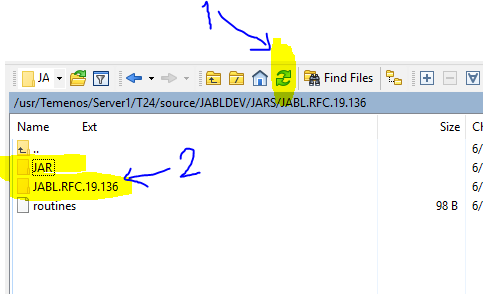 1
JA
Find Files
/usr/Temenos/Server1/T24/source/JABLDEV/JARS/JABL.RFC.19.136
Name Ext Size CH
.. 6/
JAR 6/
JABL.RFC.19.136 6/
2
routines 98 B 6/